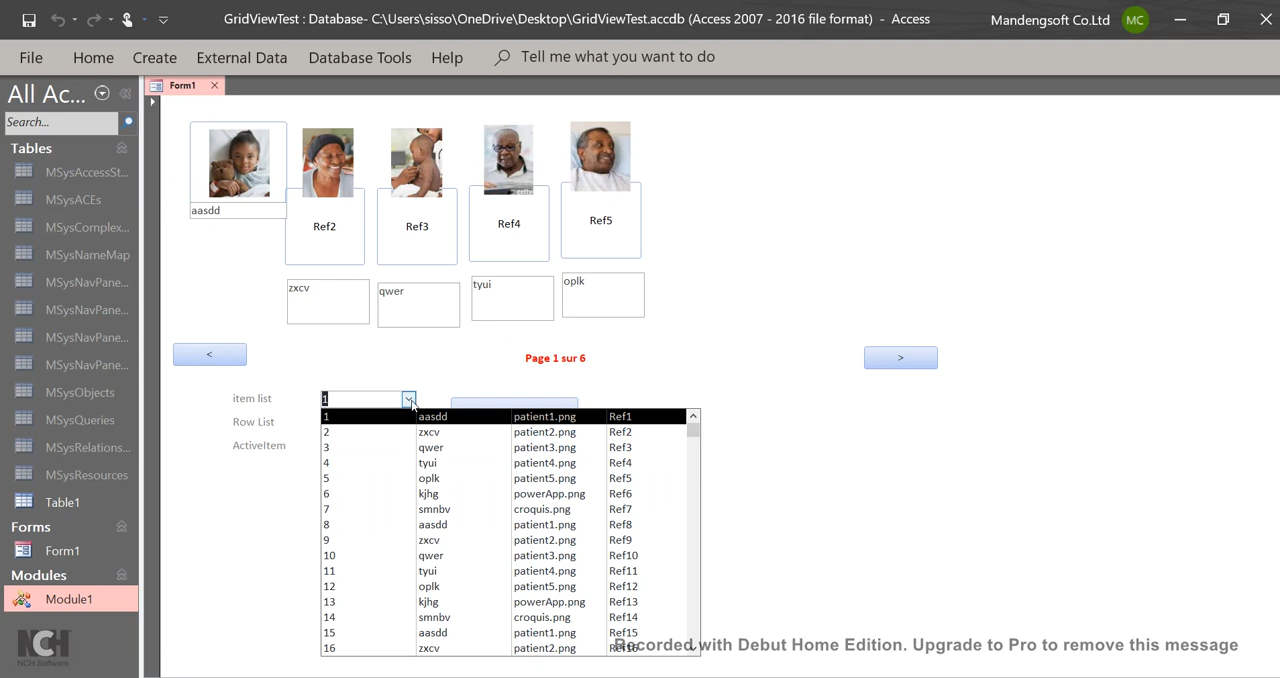 GridViewTest : Database- C:\Users\sisso\OneDrive\Desktop\GridViewTest.accdb (Access 2007 - 2016 file format) - Access
Mandengsoft Co.Ltd MC
File Home Create External Data Database Tools Help Tell me what you want to do
All Ac...
Form1
Search...
Tables
MSysAccessSt...
MSysACEs
MSysComplex...
MSysNameMap
MSysNavPane...
MSysNavPane...
MSysNavPane...
MSysNavPane...
MSysObjects
MSysQueries
MSysRelations...
MSysResources
Table1
Forms
Form1
Modules
Module1
NCH
NCH Software
aasdd
Ref2 Ref3 Ref4 Ref5
zxcv qwer tyui oplk
< Page 1 sur 6 >
item list 1
Row List
ActiveItem
1 aasdd patient1.png Ref1
2 zxcv patient2.png Ref2
3 qwer patient3.png Ref3
4 tyui patient4.png Ref4
5 oplk patient5.png Ref5
6 kjhg powerApp.png Ref6
7 smnbv croquis.png Ref7
8 aasdd patient1.png Ref8
9 zxcv patient2.png Ref9
10 qwer patient3.png Ref10
11 tyui patient4.png Ref11
12 oplk patient5.png Ref12
13 kjhg powerApp.png Ref13
14 smnbv croquis.png Ref14
15 aasdd patient1.png Ref15
16 zxcv patient2.png Ref16
Recorded with Debut Home Edition. Upgrade to Pro to remove this message